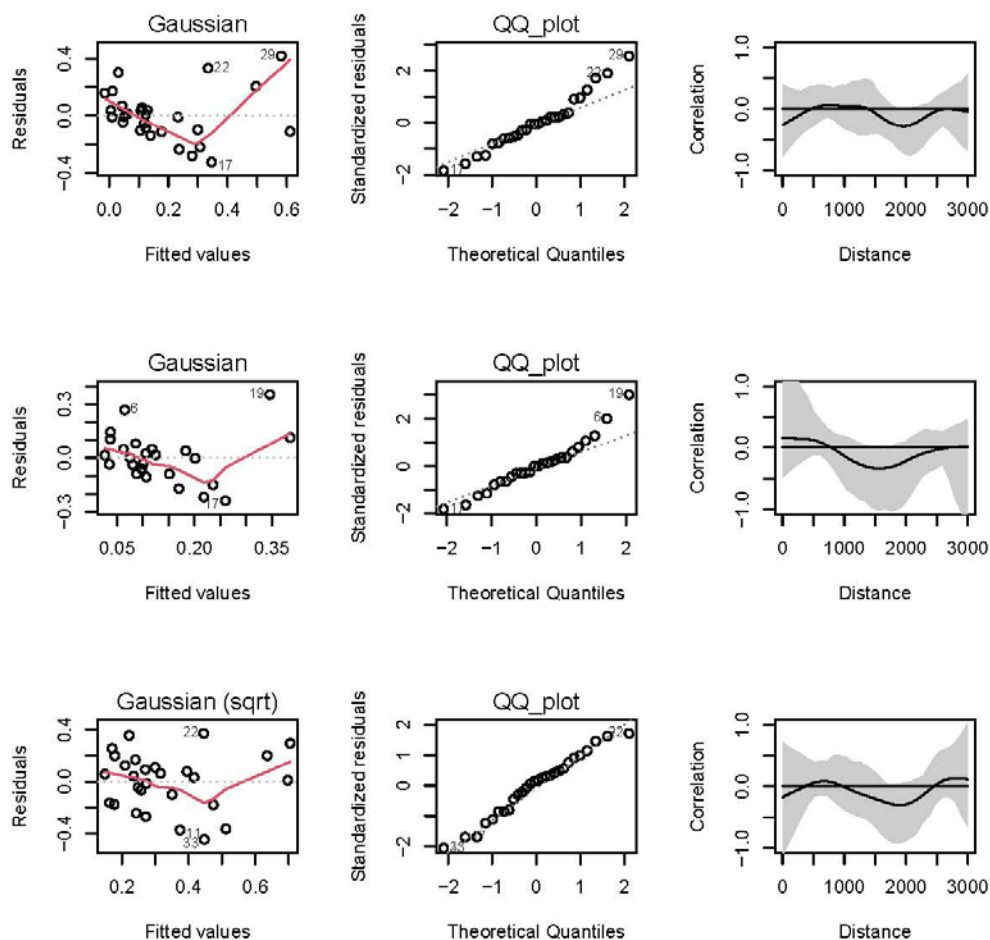 Gaussian
QQ_plot
Residuals
0.4
0.0
−0.4
29
22
17
0.0 0.2 0.4 0.6
Fitted values
Standardized residuals
2
0
−2
29
22
17
−2 −1 0 1 2
Theoretical Quantiles
Correlation
1.0
0.0
−1.0
0 1000 3000
Distance
Gaussian
QQ_plot
Residuals
0.3
0.0
−0.3
6
19
17
0.05 0.20 0.35
Fitted values
Standardized residuals
2
0
−2
19
6
17
−2 −1 0 1 2
Theoretical Quantiles
Correlation
1.0
0.0
−1.0
0 1000 3000
Distance
Gaussian (sqrt)
QQ_plot
Residuals
0.4
0.0
−0.4
22
11
33
0.2 0.4 0.6
Fitted values
Standardized residuals
2
1
0
−1
−2
22
33
−2 −1 0 1 2
Theoretical Quantiles
Correlation
1.0
0.0
−1.0
0 1000 3000
Distance